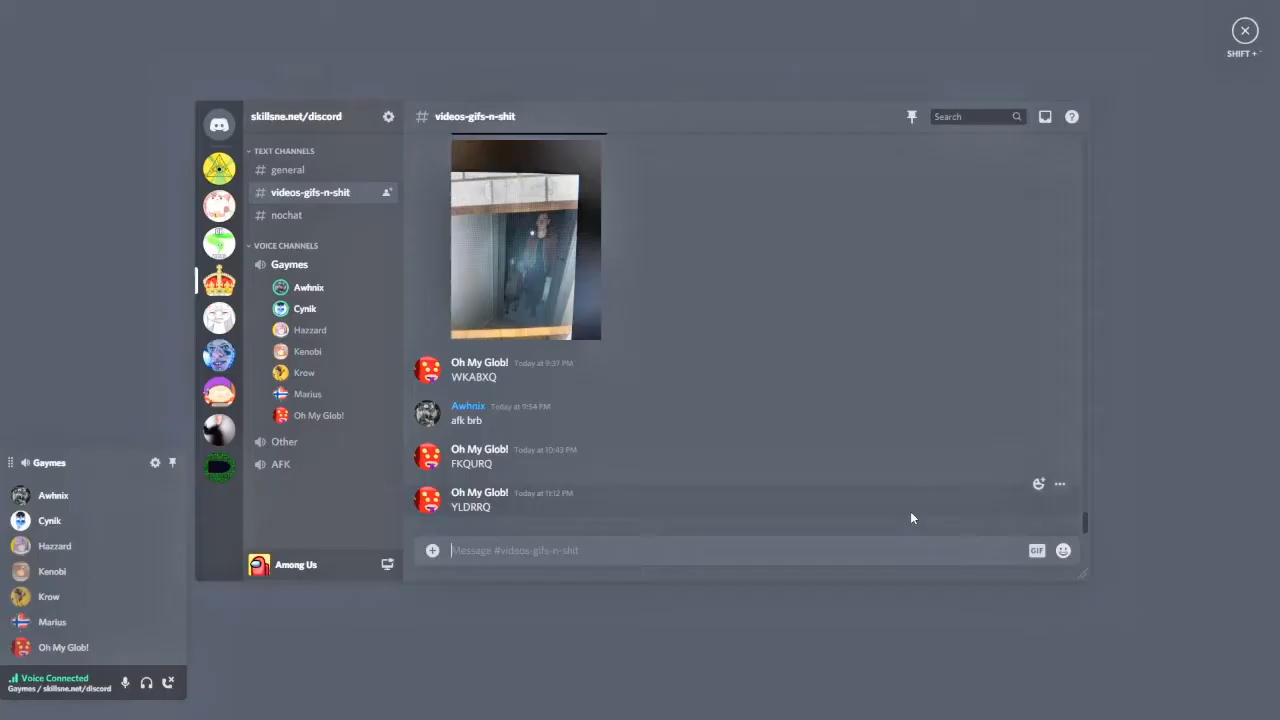 SHIFT + `
skillsne.net/discord
TEXT CHANNELS
# general
# videos-gifs-n-shit
# nochat
VOICE CHANNELS
Gaymes
Awhnix
Cynik
Hazzard
Kenobi
Krow
Marius
Oh My Glob!
Other
AFK
Among Us
# videos-gifs-n-shit
Search
Oh My Glob! Today at 9:37 PM
WKABXQ
Awhnix Today at 9:54 PM
afk brb
Oh My Glob! Today at 10:43 PM
FKQURQ
Oh My Glob! Today at 11:12 PM
YLDRRQ
Message #videos-gifs-n-shit
GIF
Gaymes
Awhnix
Cynik
Hazzard
Kenobi
Krow
Marius
Oh My Glob!
Voice Connected
Gaymes / skillsne.net/discord